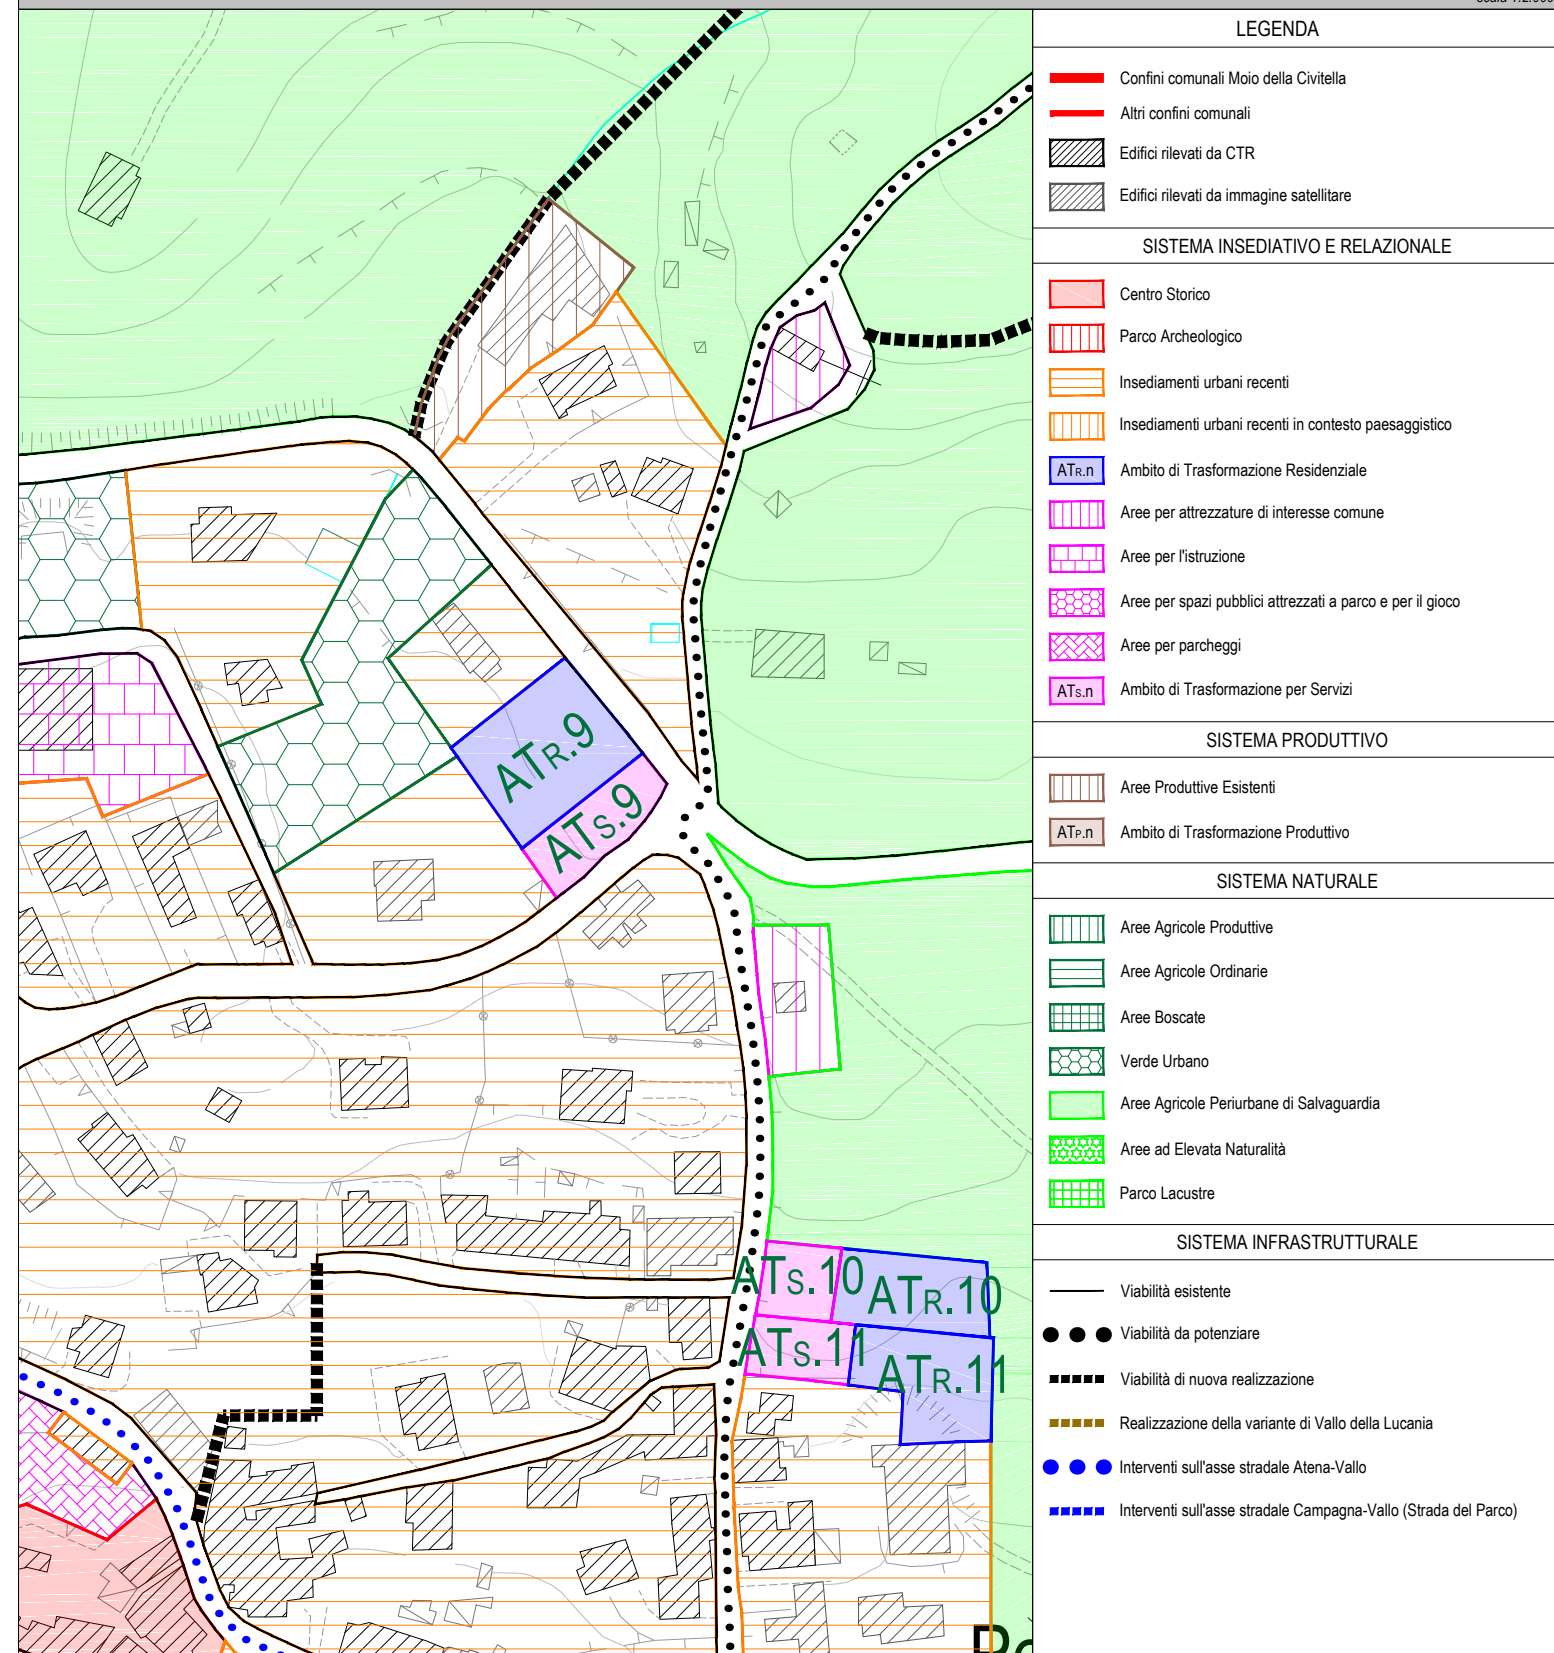 LEGENDA
Confini comunali Moio della Civitella
Altri confini comunali
Edifici rilevati da CTR
Edifici rilevati da immagine satellitare
SISTEMA INSEDIATIVO E RELAZIONALE
Centro Storico
Parco Archeologico
Insediamenti urbani recenti
Insediamenti urbani recenti in contesto paesaggistico
ATR.n Ambito di Trasformazione Residenziale
Aree per attrezzature di interesse comune
Aree per l'istruzione
Aree per spazi pubblici attrezzati a parco e per il gioco
Aree per parcheggi
ATS.n Ambito di Trasformazione per Servizi
SISTEMA PRODUTTIVO
Aree Produttive Esistenti
ATP.n Ambito di Trasformazione Produttivo
SISTEMA NATURALE
Aree Agricole Produttive
Aree Agricole Ordinarie
Aree Boscate
Verde Urbano
Aree Agricole Periurbane di Salvaguardia
Aree ad Elevata Naturalità
Parco Lacustre
SISTEMA INFRASTRUTTURALE
Viabilità esistente
Viabilità da potenziare
Viabilità di nuova realizzazione
Realizzazione della variante di Vallo della Lucania
Interventi sull'asse stradale Atena-Vallo
Interventi sull'asse stradale Campagna-Vallo (Strada del Parco)
ATR.9
ATS.9
ATS.10
ATR.10
ATS.11
ATR.11